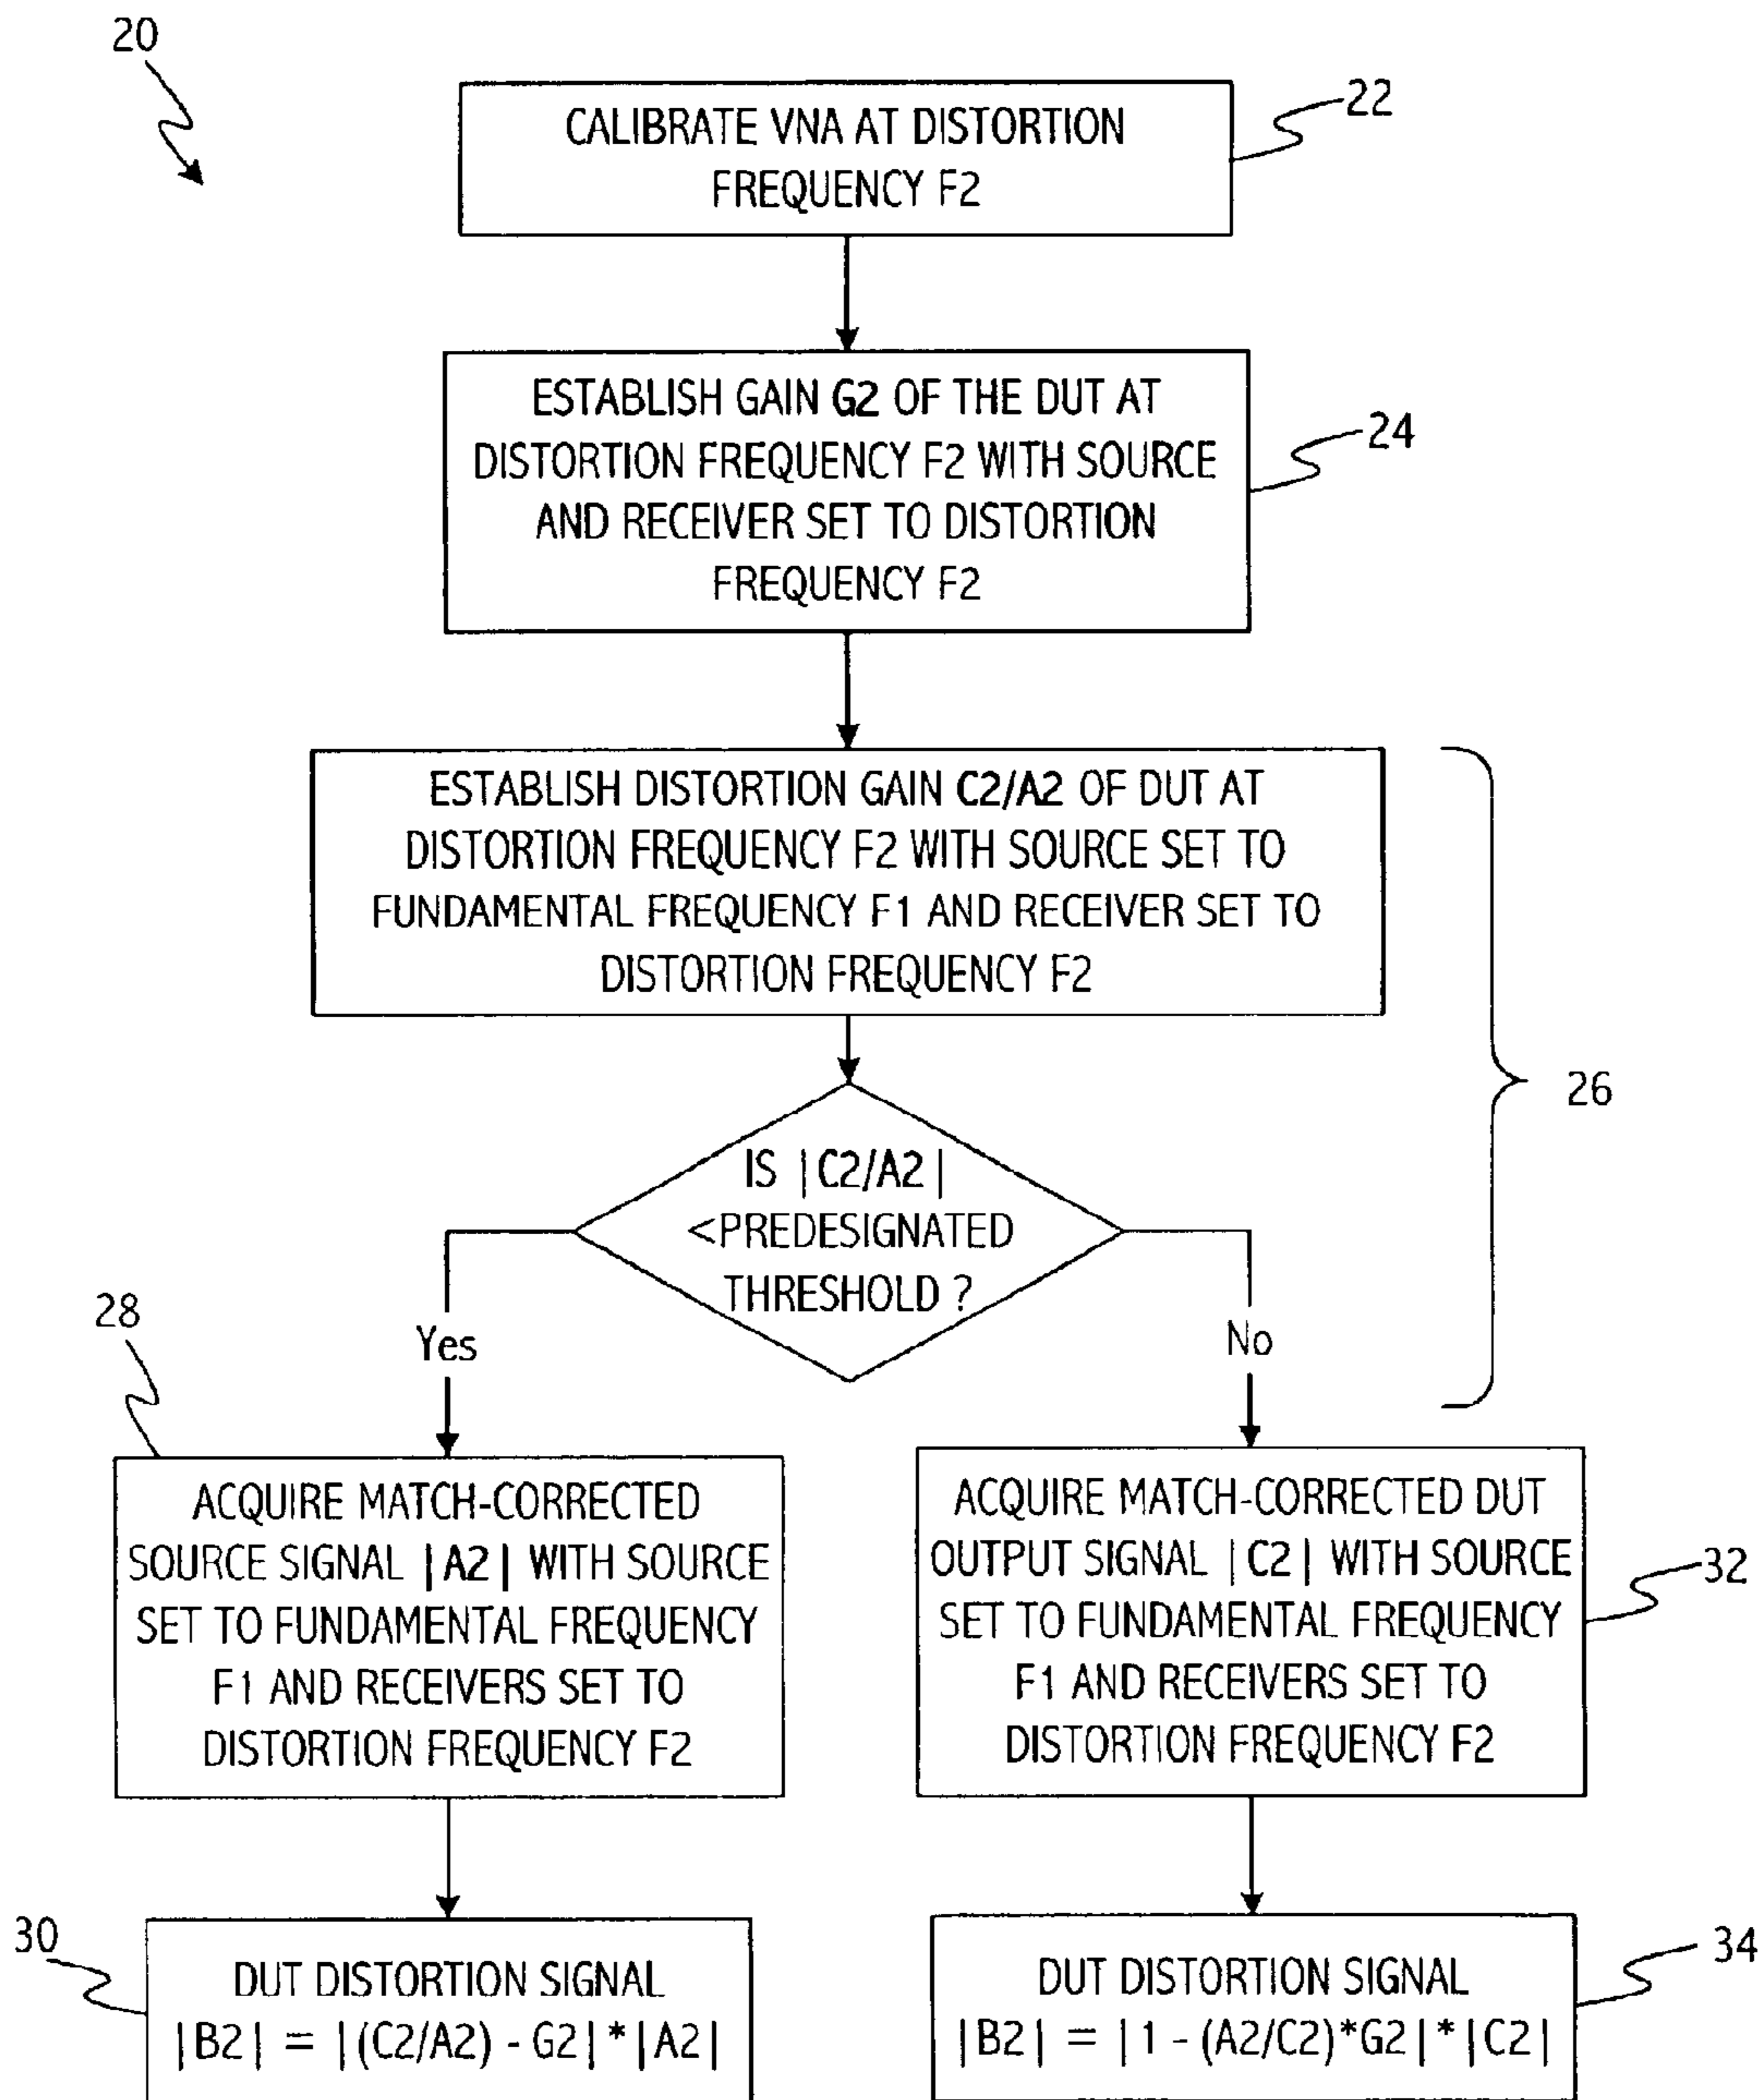 20
CALIBRATE VNA AT DISTORTION
FREQUENCY F2
22
ESTABLISH GAIN G2 OF THE DUT AT
DISTORTION FREQUENCY F2 WITH SOURCE
AND RECEIVER SET TO DISTORTION
FREQUENCY F2
24
ESTABLISH DISTORTION GAIN C2/A2 OF DUT AT
DISTORTION FREQUENCY F2 WITH SOURCE SET TO
FUNDAMENTAL FREQUENCY F1 AND RECEIVER SET TO
DISTORTION FREQUENCY F2
26
IS |C2/A2|
<PREDESIGNATED
THRESHOLD ?
Yes
No
28
ACQUIRE MATCH-CORRECTED
SOURCE SIGNAL |A2| WITH SOURCE
SET TO FUNDAMENTAL FREQUENCY
F1 AND RECEIVERS SET TO
DISTORTION FREQUENCY F2
ACQUIRE MATCH-CORRECTED DUT
OUTPUT SIGNAL |C2| WITH SOURCE
SET TO FUNDAMENTAL FREQUENCY
F1 AND RECEIVERS SET TO
DISTORTION FREQUENCY F2
32
30
DUT DISTORTION SIGNAL
|B2| = |(C2/A2) - G2|*|A2|
DUT DISTORTION SIGNAL
|B2| = |1 - (A2/C2)*G2|*|C2|
34